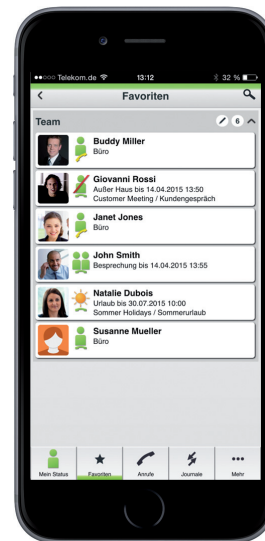 Telekom.de 13:12 32 %
Favoriten
Team 6
Buddy Miller
Büro
Giovanni Rossi
Außer Haus bis 14.04.2015 13:50
Customer Meeting / Kundengespräch
Janet Jones
Büro
John Smith
Besprechung bis 14.04.2015 13:55
Natalie Dubois
Urlaub bis 30.07.2015 10:00
Sommer Holidays / Sommerurlaub
Susanne Mueller
Büro
Mein Status Favoriten Anrufe Journale Mehr